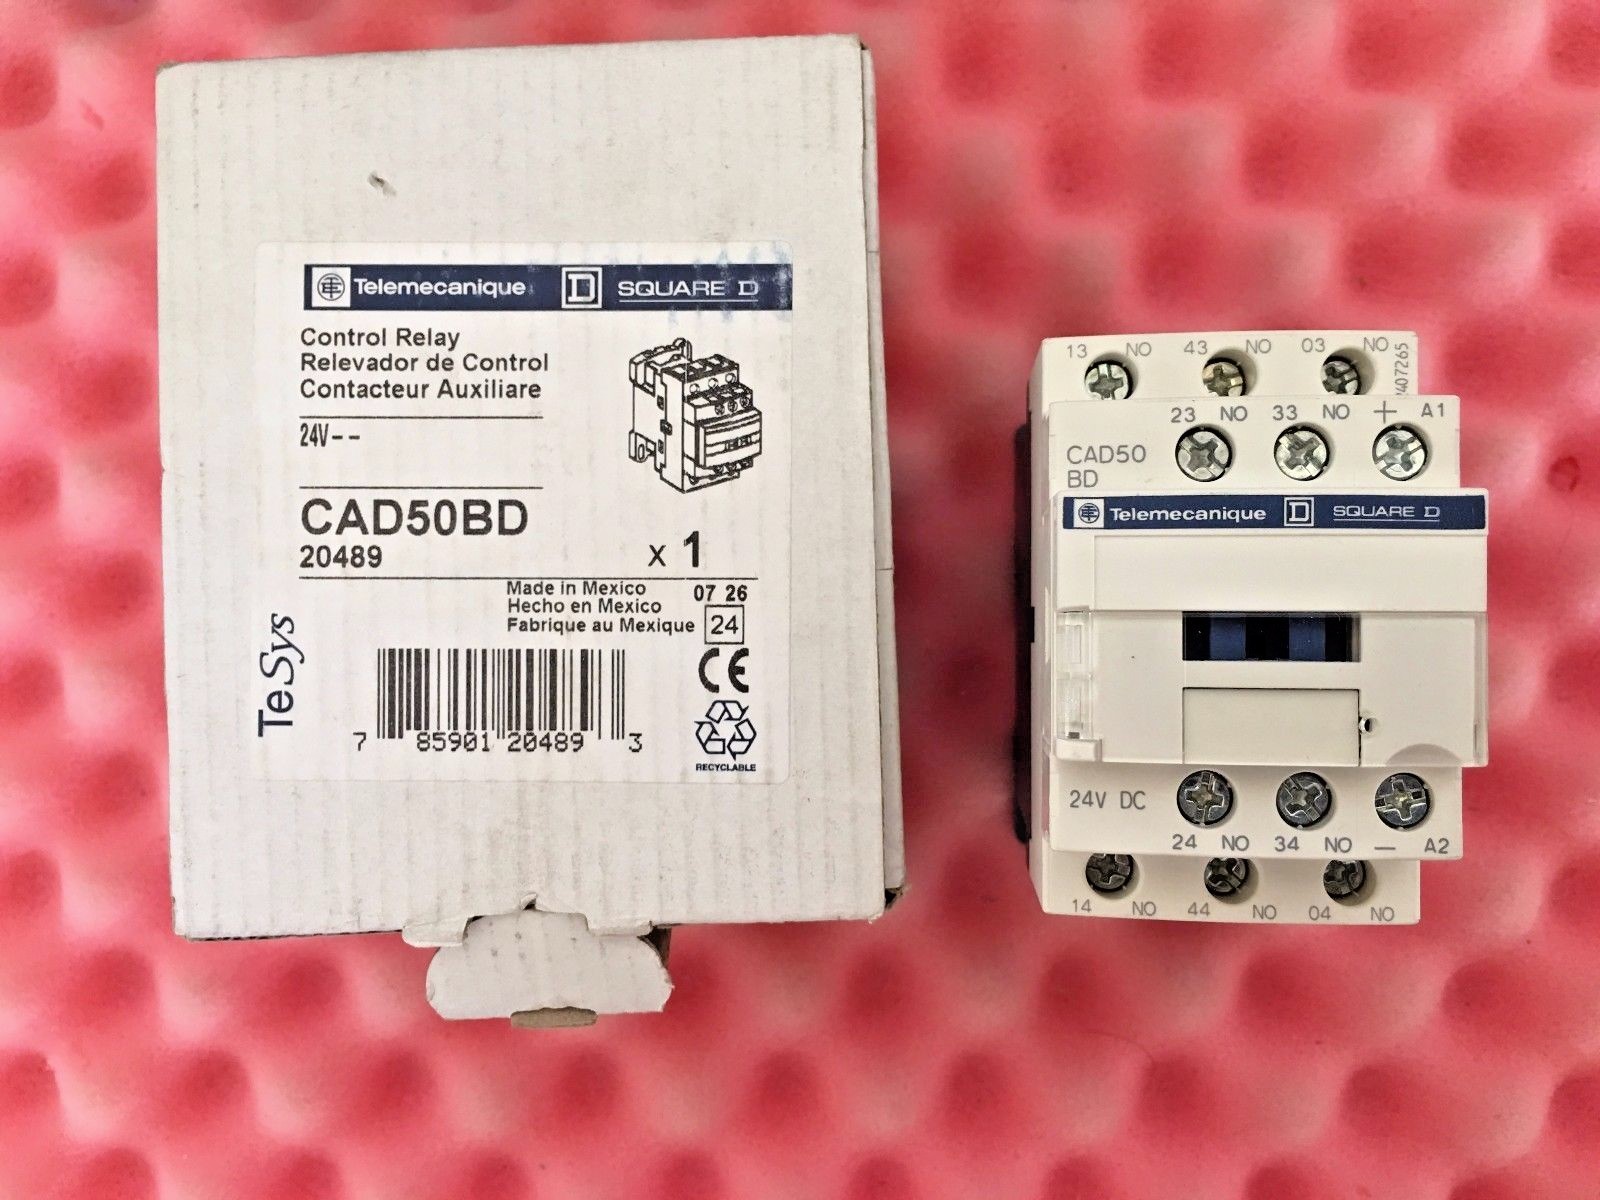 Telemecanique D SQUARE D
Control Relay
Relevador de Control
Contacteur Auxiliare
24V--
CAD50BD
20489
x 1
Made in Mexico
Hecho en Mexico
Fabrique au Mexique
07 26
24
TeSys
CE
7 85901 20489 3
RECYCLABLE
13 NO 43 NO 03 NO
407265
23 NO 33 NO + A1
CAD50
BD
Telemecanique D SQUARE D
24V DC
24 NO 34 NO – A2
14 NO 44 NO 04 NO